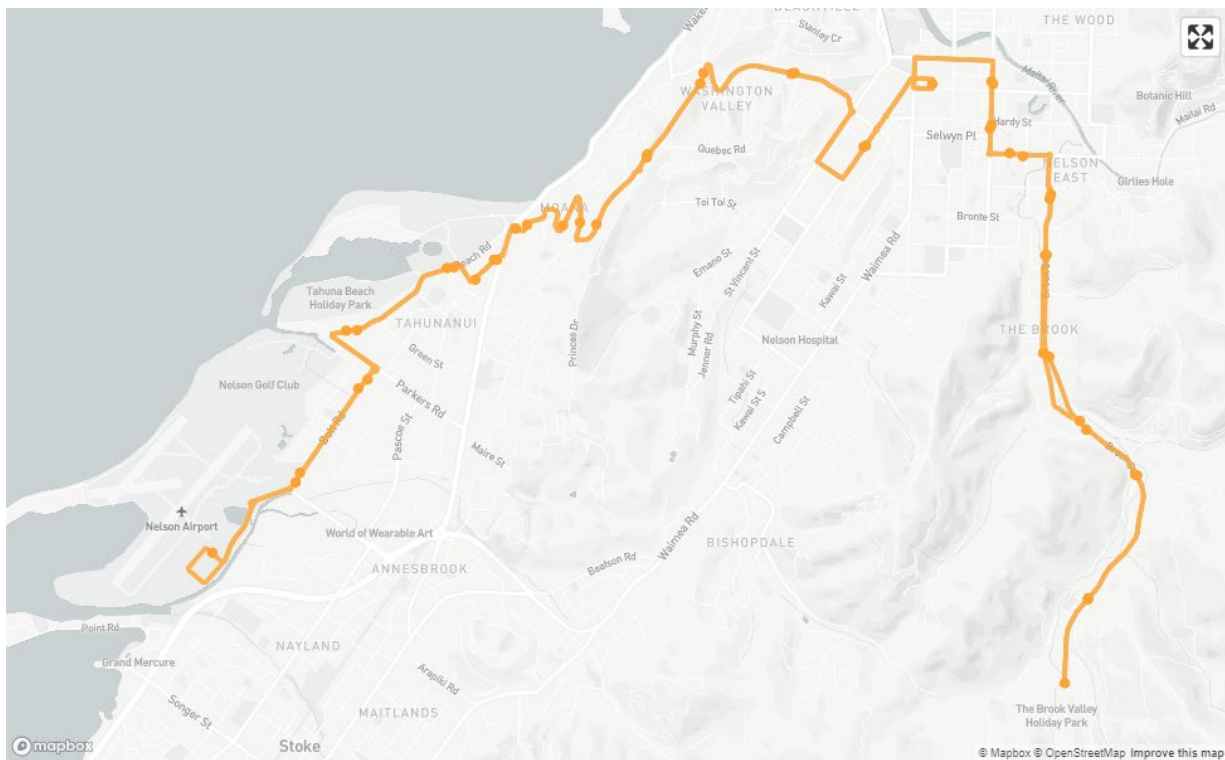 BEACHVILLE
THE WOOD
Stanley Cr
Maitai River
WASHINGTON
VALLEY
Botanic Hill
Maitai Rd
Hardy St
Selwyn Pl
Quebec Rd
NELSON
EAST
Girlies Hole
Toi Toi St
MOANA
Bronte St
Beach Rd
Emano St
St Vincent St
Waimea Rd
Kawai St
Tahuna Beach
Holiday Park
TAHUNANUI
THE BROOK
Princes Dr
Murphy St
Jenner Rd
Nelson Hospital
Green St
Nelson Golf Club
Parkers Rd
Tipahi St
Kawai St S
Campbell St
Pascoe St
Bolt Rd
Maire St
Nelson Airport
World of Wearable Art
Waimea Rd
BISHOPDALE
Beatson Rd
ANNESBROOK
Point Rd
NAYLAND
Grand Mercure
Arapiki Rd
Songer St
MAITLANDS
The Brook Valley
Holiday Park
Stoke
mapbox
© Mapbox © OpenStreetMap Improve this map